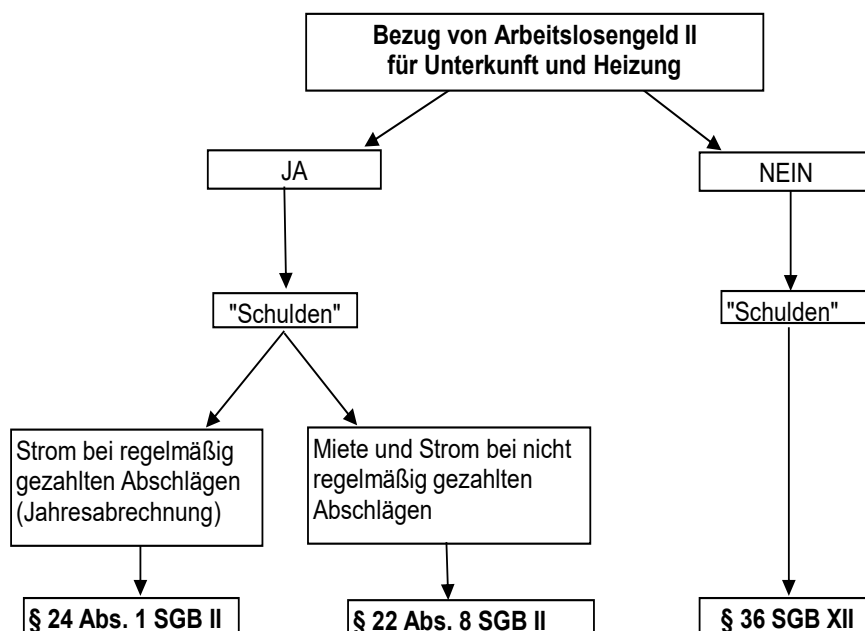 Bezug von Arbeitslosengeld II
für Unterkunft und Heizung
JA
NEIN
"Schulden"
"Schulden"
Strom bei regelmäßig
gezahlten Abschlägen
(Jahresabrechnung)
Miete und Strom bei nicht
regelmäßig gezahlten
Abschlägen
§ 24 Abs. 1 SGB II
§ 22 Abs. 8 SGB II
§ 36 SGB XII